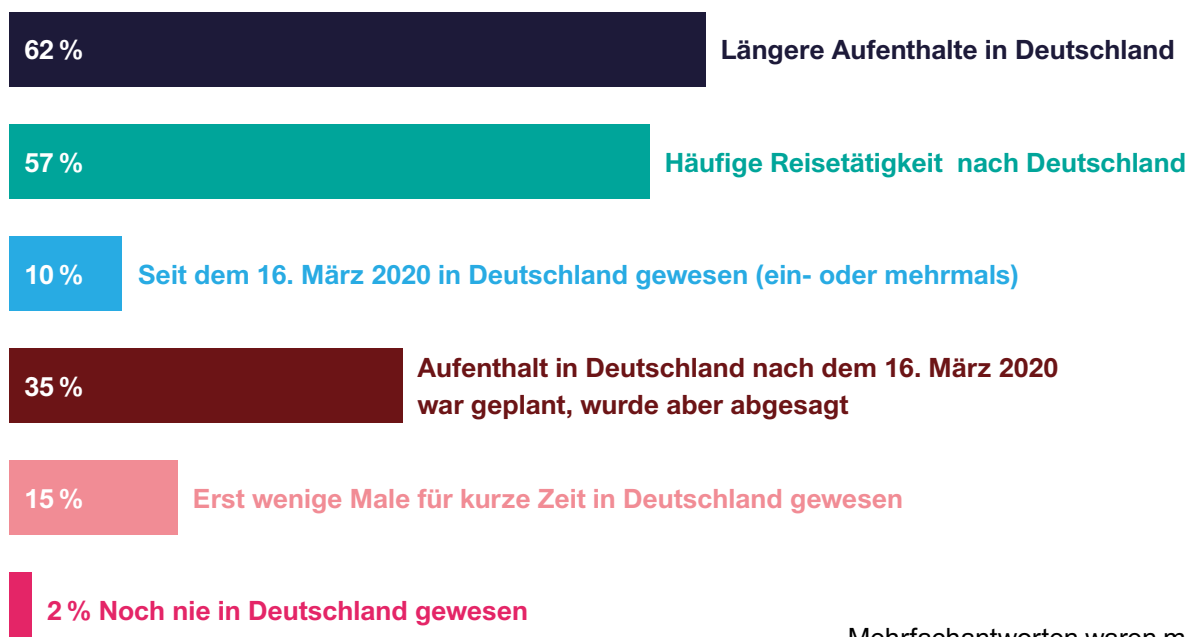 62 % Längere Aufenthalte in Deutschland
57 % Häufige Reisetätigkeit nach Deutschland
10 % Seit dem 16. März 2020 in Deutschland gewesen (ein- oder mehrmals)
35 % Aufenthalt in Deutschland nach dem 16. März 2020
war geplant, wurde aber abgesagt
15 % Erst wenige Male für kurze Zeit in Deutschland gewesen
2 % Noch nie in Deutschland gewesen
Mehrfachantworten waren